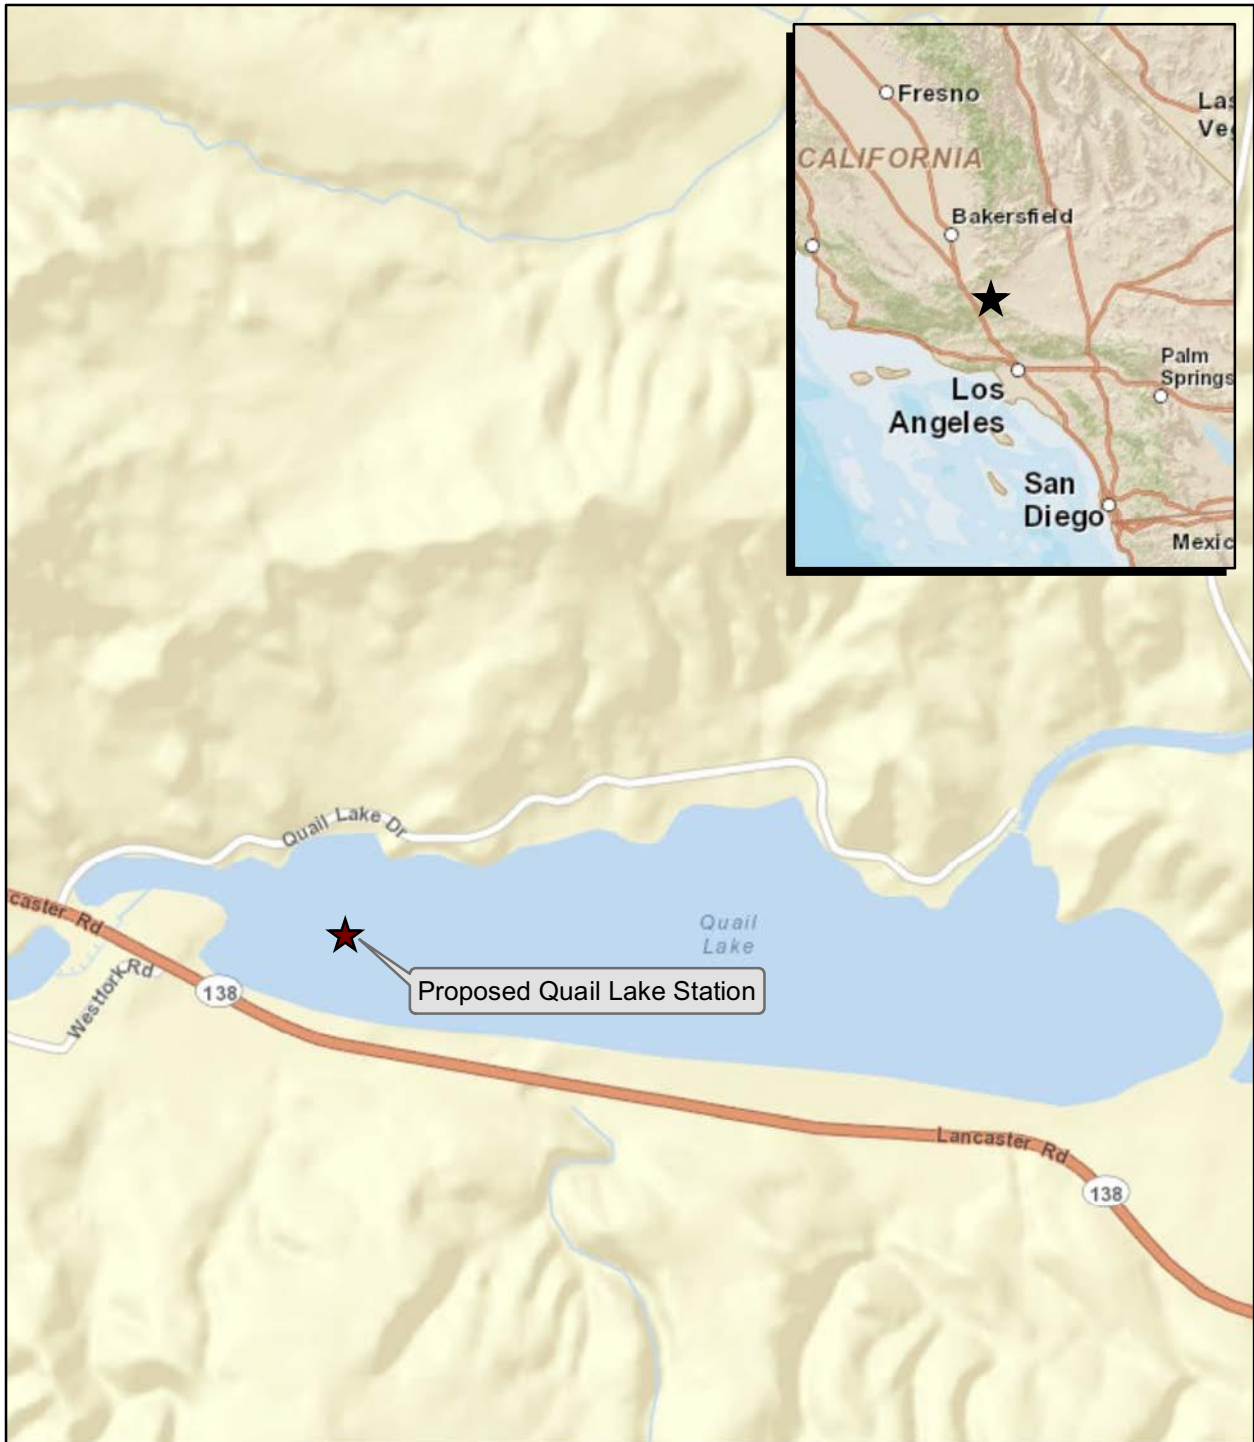 Fresno
Las
Veg
CALIFORNIA
Bakersfield
Palm
Springs
Los
Angeles
San
Diego
Mexic
Quail Lake Dr
caster Rd
Quail
Lake
Westfork Rd
138
Proposed Quail Lake Station
Lancaster Rd
138